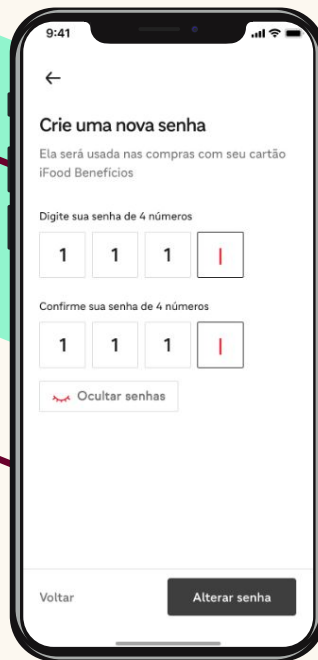 9:41
Crie uma nova senha
Ela será usada nas compras com seu cartão
iFood Benefícios
Digite sua senha de 4 números
1 1 1
Confirme sua senha de 4 números
1 1 1
Ocultar senhas
Voltar Alterar senha